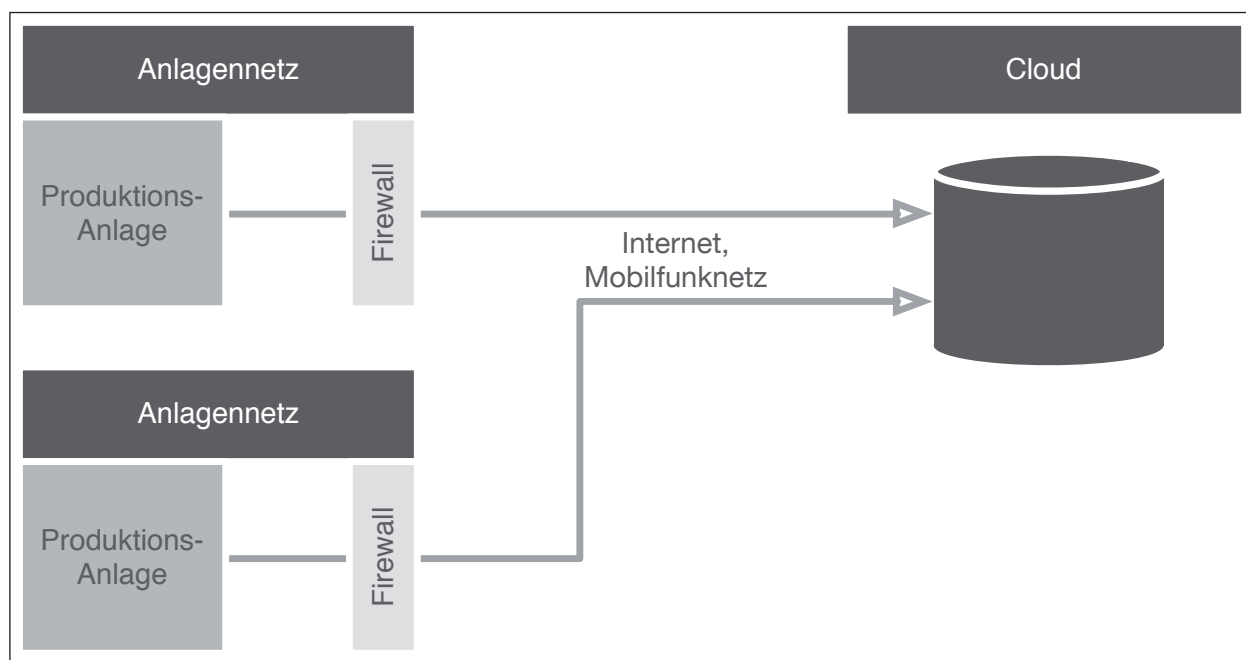 Anlagennetz
Cloud
Produktions-
Anlage
Firewall
Internet,
Mobilfunknetz
Anlagennetz
Produktions-
Anlage
Firewall